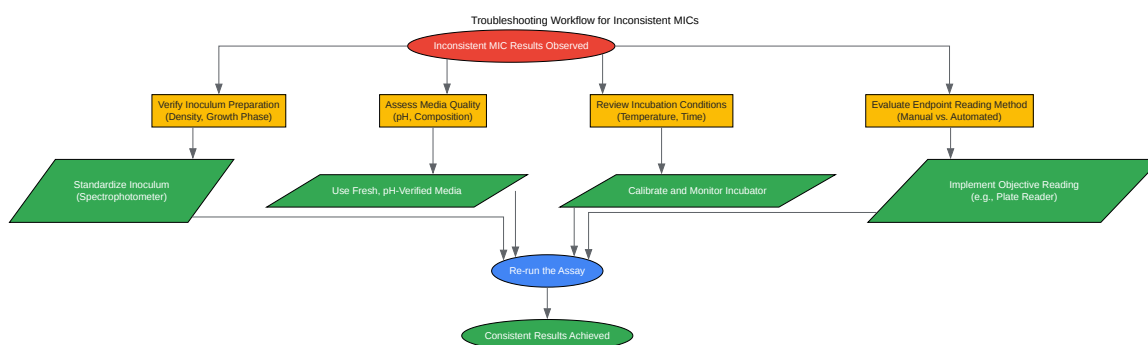 Troubleshooting Workflow for Inconsistent MICs
Inconsistent MIC Results Observed
Verify Inoculum Preparation
(Density, Growth Phase)
Assess Media Quality
(pH, Composition)
Review Incubation Conditions
(Temperature, Time)
Evaluate Endpoint Reading Method
(Manual vs. Automated)
Standardize Inoculum
(Spectrophotometer)
Use Fresh, pH-Verified Media
Calibrate and Monitor Incubator
Implement Objective Reading
(e.g., Plate Reader)
Re-run the Assay
Consistent Results Achieved